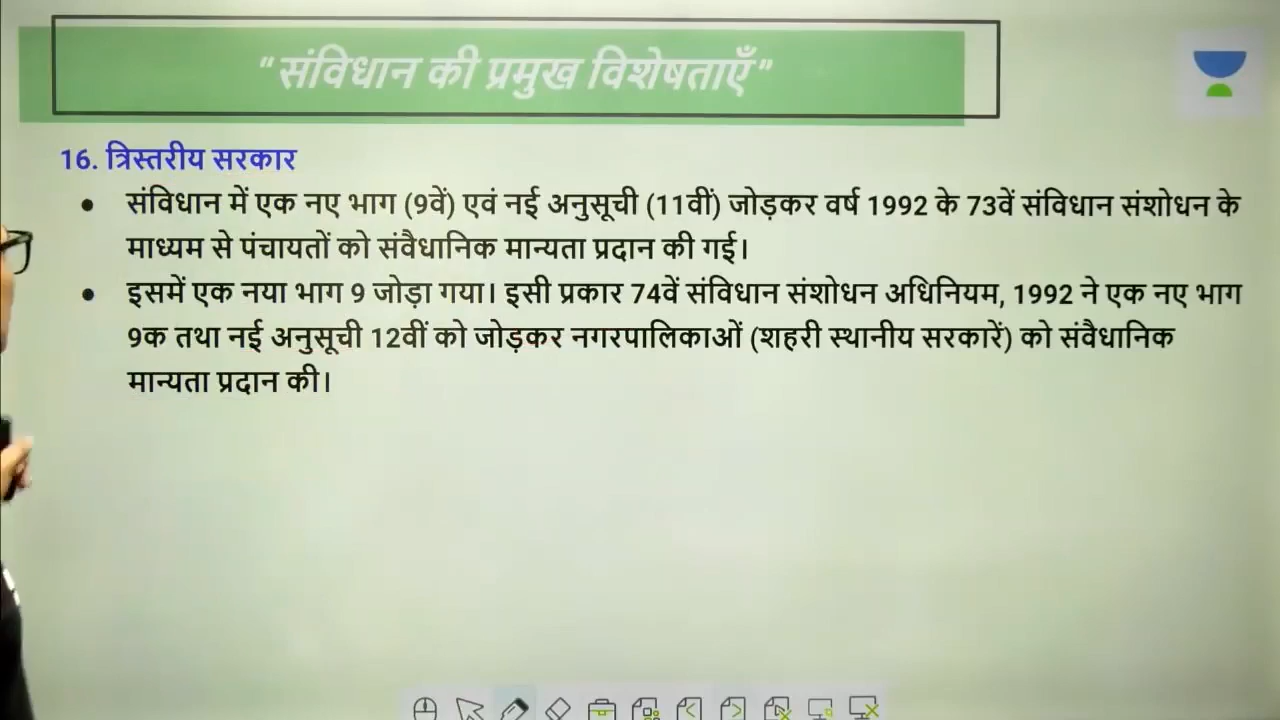 "संविधान की प्रमुख विशेषताएँ"
16. त्रिस्तरीय सरकार
● संविधान में एक नए भाग (9वें) एवं नई अनुसूची (11वीं) जोड़कर वर्ष 1992 के 73वें संविधान संशोधन के
माध्यम से पंचायतों को संवैधानिक मान्यता प्रदान की गई।
● इसमें एक नया भाग 9 जोड़ा गया। इसी प्रकार 74वें संविधान संशोधन अधिनियम, 1992 ने एक नए भाग
9क तथा नई अनुसूची 12वीं को जोड़कर नगरपालिकाओं (शहरी स्थानीय सरकारें) को संवैधानिक
मान्यता प्रदान की।